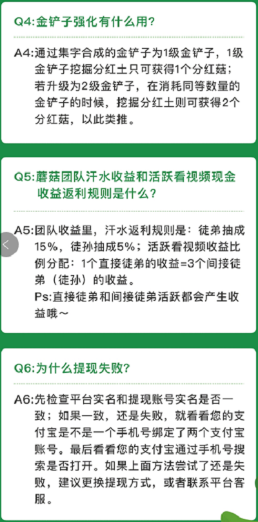 Q4:金铲子强化有什么用?
A4:通过集字合成的金铲子为1级金铲子,1级
金铲子挖掘分红土只可获得1个分红菇;
若升级为2级金铲子,在消耗同等数量的
金铲子的时候,挖掘分红土则可获得2个
分红菇,以此类推。
Q5:蘑菇团队汗水收益和活跃看视频现金
收益返利规则是什么?
A5:团队收益里,汗水返利规则是:徒弟抽成
15%,徒孙抽成5%;活跃看视频收益比
例分配:1个直接徒弟的收益=3个间接徒
弟(徒孙)的收益。
Ps:直接徒弟和间接徒弟活跃都会产生收
益哦~
Q6:为什么提现失败?
A6:先检查平台实名和提现账号实名是否一
致;如果一致,还是失败,就看看您的支
付宝是不是一个手机号绑定了两个支付宝
账号。最后看看您的支付宝通过手机号搜
索是否打开。如果上面方法尝试了还是失
败,建议更换提现方式,或者联系平台客
服。